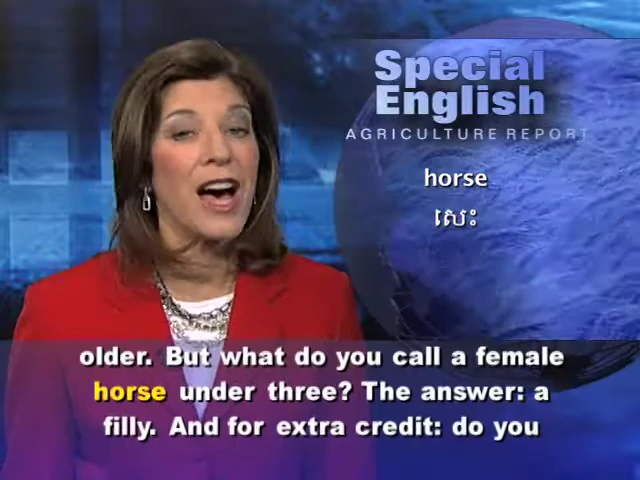 Special
English
AGRICULTURE REPORT
horse
សេះ
older. But what do you call a female
horse under three? The answer: a
filly. And for extra credit: do you